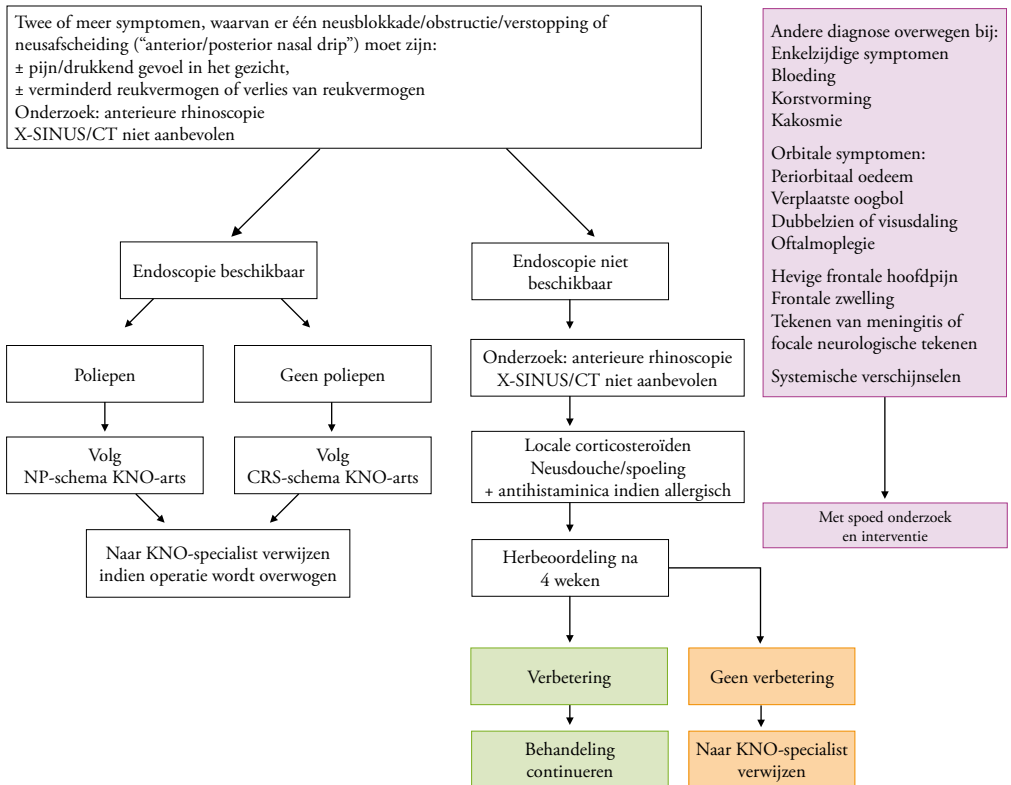 Twee of meer symptomen, waarvan er één neusblokkade/obstructie/verstopping of
neusafscheiding (“anterior/posterior nasal drip”) moet zijn:
± pijn/drukkend gevoel in het gezicht,
± verminderd reukvermogen of verlies van reukvermogen
Onderzoek: anterieure rhinoscopie
X-SINUS/CT niet aanbevolen
Endoscopie beschikbaar
Endoscopie niet
beschikbaar
Poliepen
Geen poliepen
Volg
NP-schema KNO-arts
Volg
CRS-schema KNO-arts
Naar KNO-specialist verwijzen
indien operatie wordt overwogen
Onderzoek: anterieure rhinoscopie
X-SINUS/CT niet aanbevolen
Locale corticosteroïden
Neusdouche/spoeling
+ antihistaminica indien allergisch
Herbeoordeling na
4 weken
Verbetering
Geen verbetering
Behandeling
continueren
Naar KNO-specialist
verwijzen
Andere diagnose overwegen bij:
Enkelzijdige symptomen
Bloeding
Korstvorming
Kakosmie
Orbitale symptomen:
Periorbitaal oedeem
Verplaatste oogbol
Dubbelzien of visusdaling
Oftalmoplegie
Hevige frontale hoofdpijn
Frontale zwelling
Tekenen van meningitis of
focale neurologische tekenen
Systemische verschijnselen
Met spoed onderzoek
en interventie